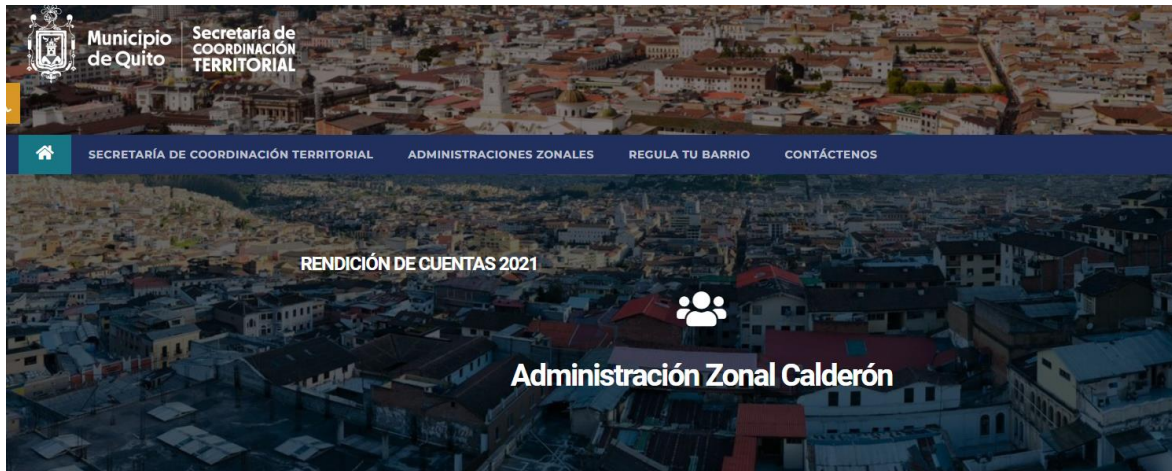 Municipio
de Quito
Secretaría de
COORDINACIÓN
TERRITORIAL
SECRETARÍA DE COORDINACIÓN TERRITORIAL
ADMINISTRACIONES ZONALES
REGULA TU BARRIO
CONTÁCTENOS
RENDICIÓN DE CUENTAS 2021
Administración Zonal Calderón